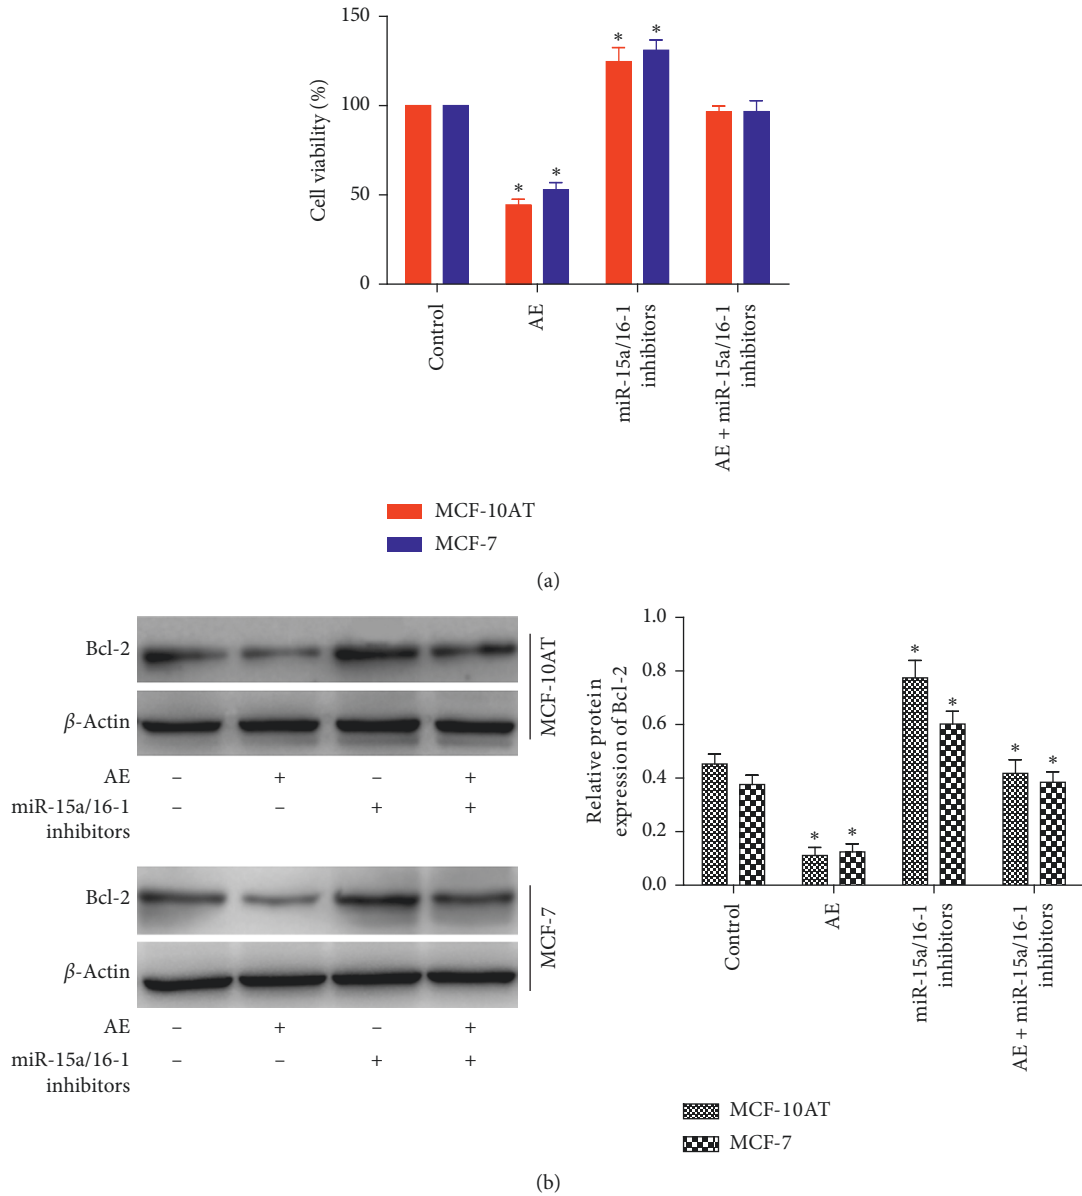 150
100
50
0
Cell viability (%)
* *
* *
Control
AE
miR-15a/16-1
inhibitors
AE + miR-15a/16-1
inhibitors
MCF-10AT
MCF-7
(a)
Bcl-2
β-Actin
MCF-10AT
AE – + – +
miR-15a/16-1 – – + +
inhibitors
Bcl-2
β-Actin
MCF-7
AE – + – +
miR-15a/16-1 – – + +
inhibitors
1.0
0.8
0.6
0.4
0.2
0.0
Relative protein
expression of Bcl-2
* *
* *
* *
Control
AE
miR-15a/16-1
inhibitors
AE + miR-15a/16-1
inhibitors
MCF-10AT
MCF-7
(b)